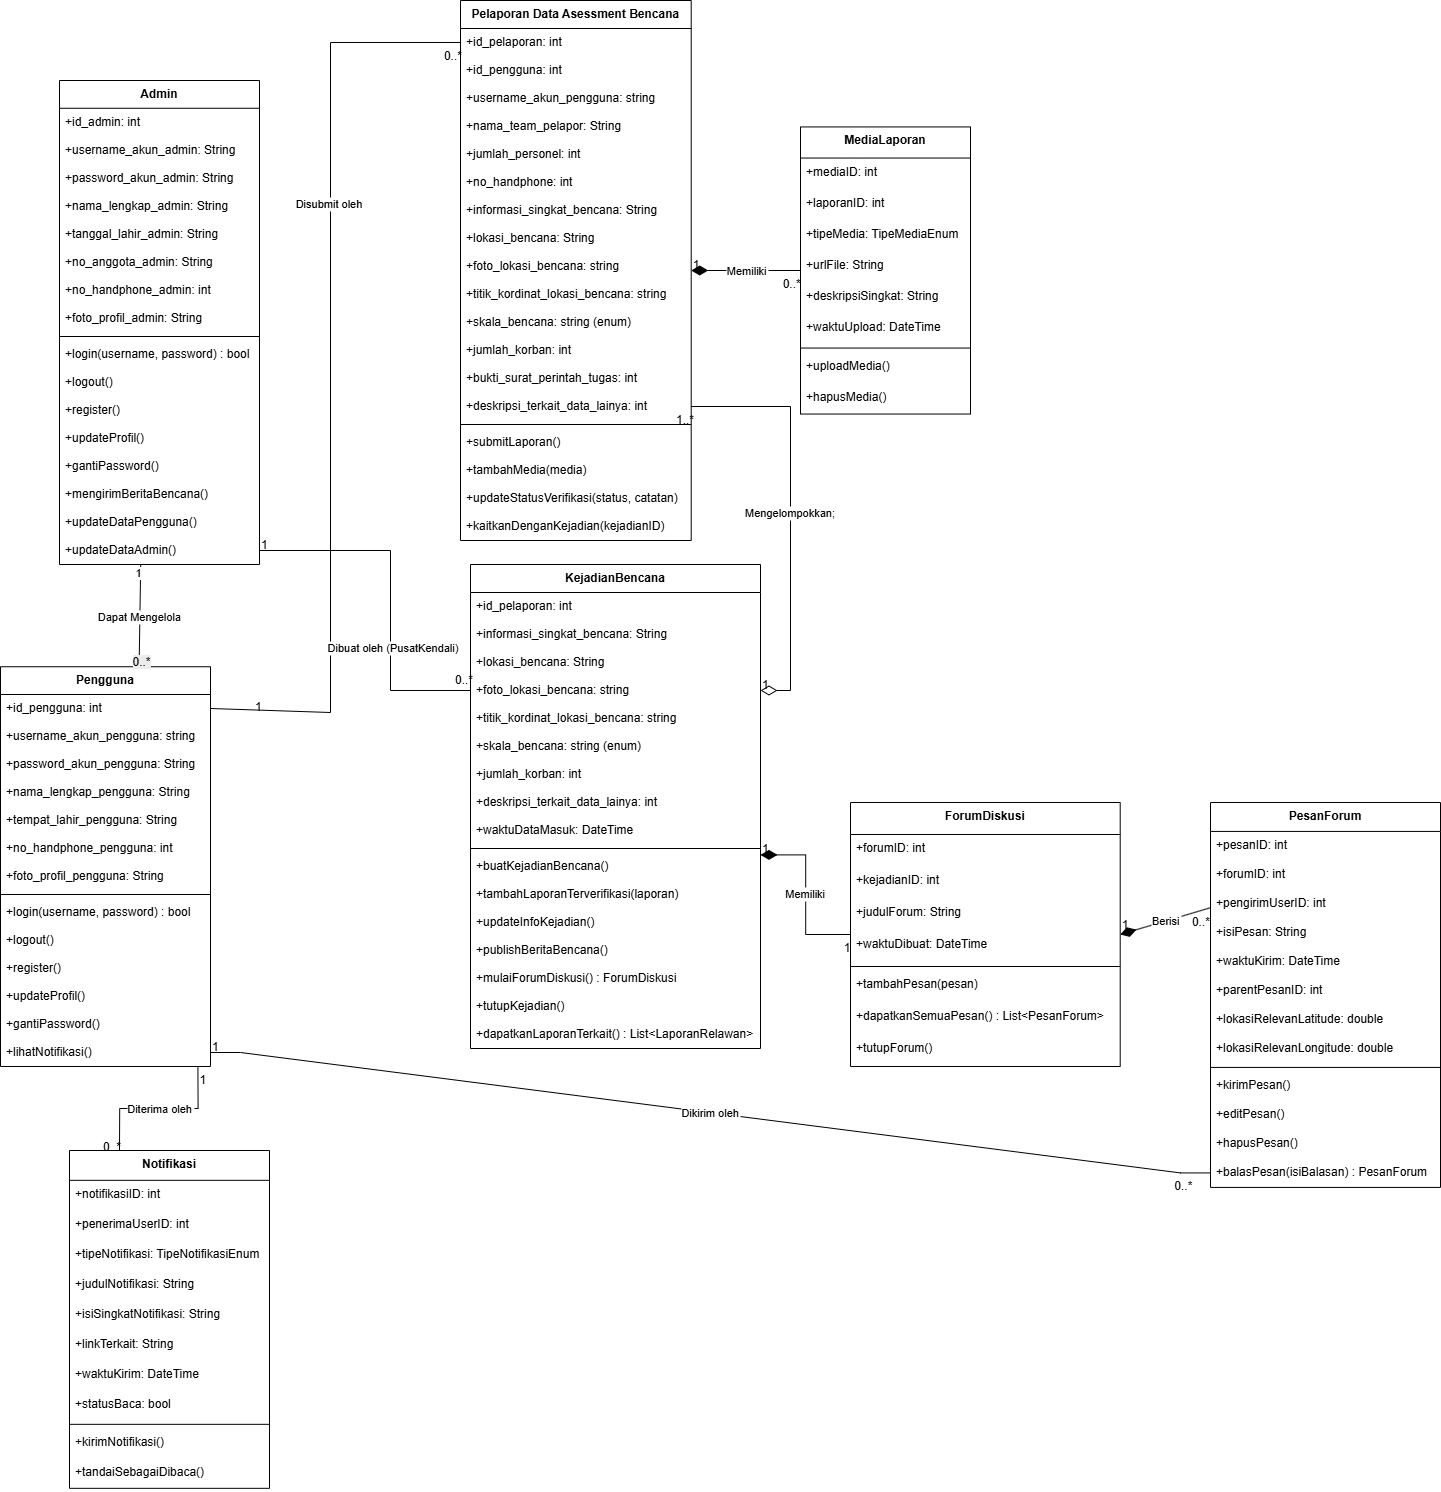 Pelaporan Data Asessment Bencana
+id_pelaporan: int
+id_pengguna: int
+username_akun_pengguna: string
+nama_team_pelapor: String
+jumlah_personel: int
+no_handphone: int
+informasi_singkat_bencana: String
+lokasi_bencana: String
+foto_lokasi_bencana: string
+titik_kordinat_lokasi_bencana: string
+skala_bencana: string (enum)
+jumlah_korban: int
+bukti_surat_perintah_tugas: int
+deskripsi_terkait_data_lainya: int
+submitLaporan()
+tambahMedia(media)
+updateStatusVerifikasi(status, catatan)
+kaitkanDenganKejadian(kejadianID)
0..*
Disubmit oleh
1
Admin
+id_admin: int
+username_akun_admin: String
+password_akun_admin: String
+nama_lengkap_admin: String
+tanggal_lahir_admin: String
+no_anggota_admin: String
+no_handphone_admin: int
+foto_profil_admin: String
+login(username, password) : bool
+logout()
+register()
+updateProfil()
+gantiPassword()
+mengirimBeritaBencana()
+updateDataPengguna()
+updateDataAdmin()
1
Dapat Mengelola
0..*
1
Dibuat oleh (PusatKendali)
0..*
MediaLaporan
+mediaID: int
+laporanID: int
+tipeMedia: TipeMediaEnum
+urlFile: String
+deskripsiSingkat: String
+waktuUpload: DateTime
+uploadMedia()
+hapusMedia()
1
Memiliki
0..*
1..*
Mengelompokkan;
1
KejadianBencana
+id_pelaporan: int
+informasi_singkat_bencana: String
+lokasi_bencana: String
+foto_lokasi_bencana: string
+titik_kordinat_lokasi_bencana: string
+skala_bencana: string (enum)
+jumlah_korban: int
+deskripsi_terkait_data_lainya: int
+waktuDataMasuk: DateTime
+buatKejadianBencana()
+tambahLaporanTerverifikasi(laporan)
+updateInfoKejadian()
+publishBeritaBencana()
+mulaiForumDiskusi() : ForumDiskusi
+tutupKejadian()
+dapatkanLaporanTerkait() : List<LaporanRelawan>
Pengguna
+id_pengguna: int
+username_akun_pengguna: string
+password_akun_pengguna: String
+nama_lengkap_pengguna: String
+tempat_lahir_pengguna: String
+no_handphone_pengguna: int
+foto_profil_pengguna: String
+login(username, password) : bool
+logout()
+register()
+updateProfil()
+gantiPassword()
+lihatNotifikasi()
1
Memiliki
1
ForumDiskusi
+forumID: int
+kejadianID: int
+judulForum: String
+waktuDibuat: DateTime
+tambahPesan(pesan)
+dapatkanSemuaPesan() : List<PesanForum>
+tutupForum()
1
Berisi
0..*
PesanForum
+pesanID: int
+forumID: int
+pengirimUserID: int
+isiPesan: String
+waktuKirim: DateTime
+parentPesanID: int
+lokasiRelevanLatitude: double
+lokasiRelevanLongitude: double
+kirimPesan()
+editPesan()
+hapusPesan()
+balasPesan(isiBalasan) : PesanForum
1
Dikirim oleh
0..*
1
Diterima oleh
0..*
Notifikasi
+notifikasiID: int
+penerimaUserID: int
+tipeNotifikasi: TipeNotifikasiEnum
+judulNotifikasi: String
+isiSingkatNotifikasi: String
+linkTerkait: String
+waktuKirim: DateTime
+statusBaca: bool
+kirimNotifikasi()
+tandaiSebagaiDibaca()